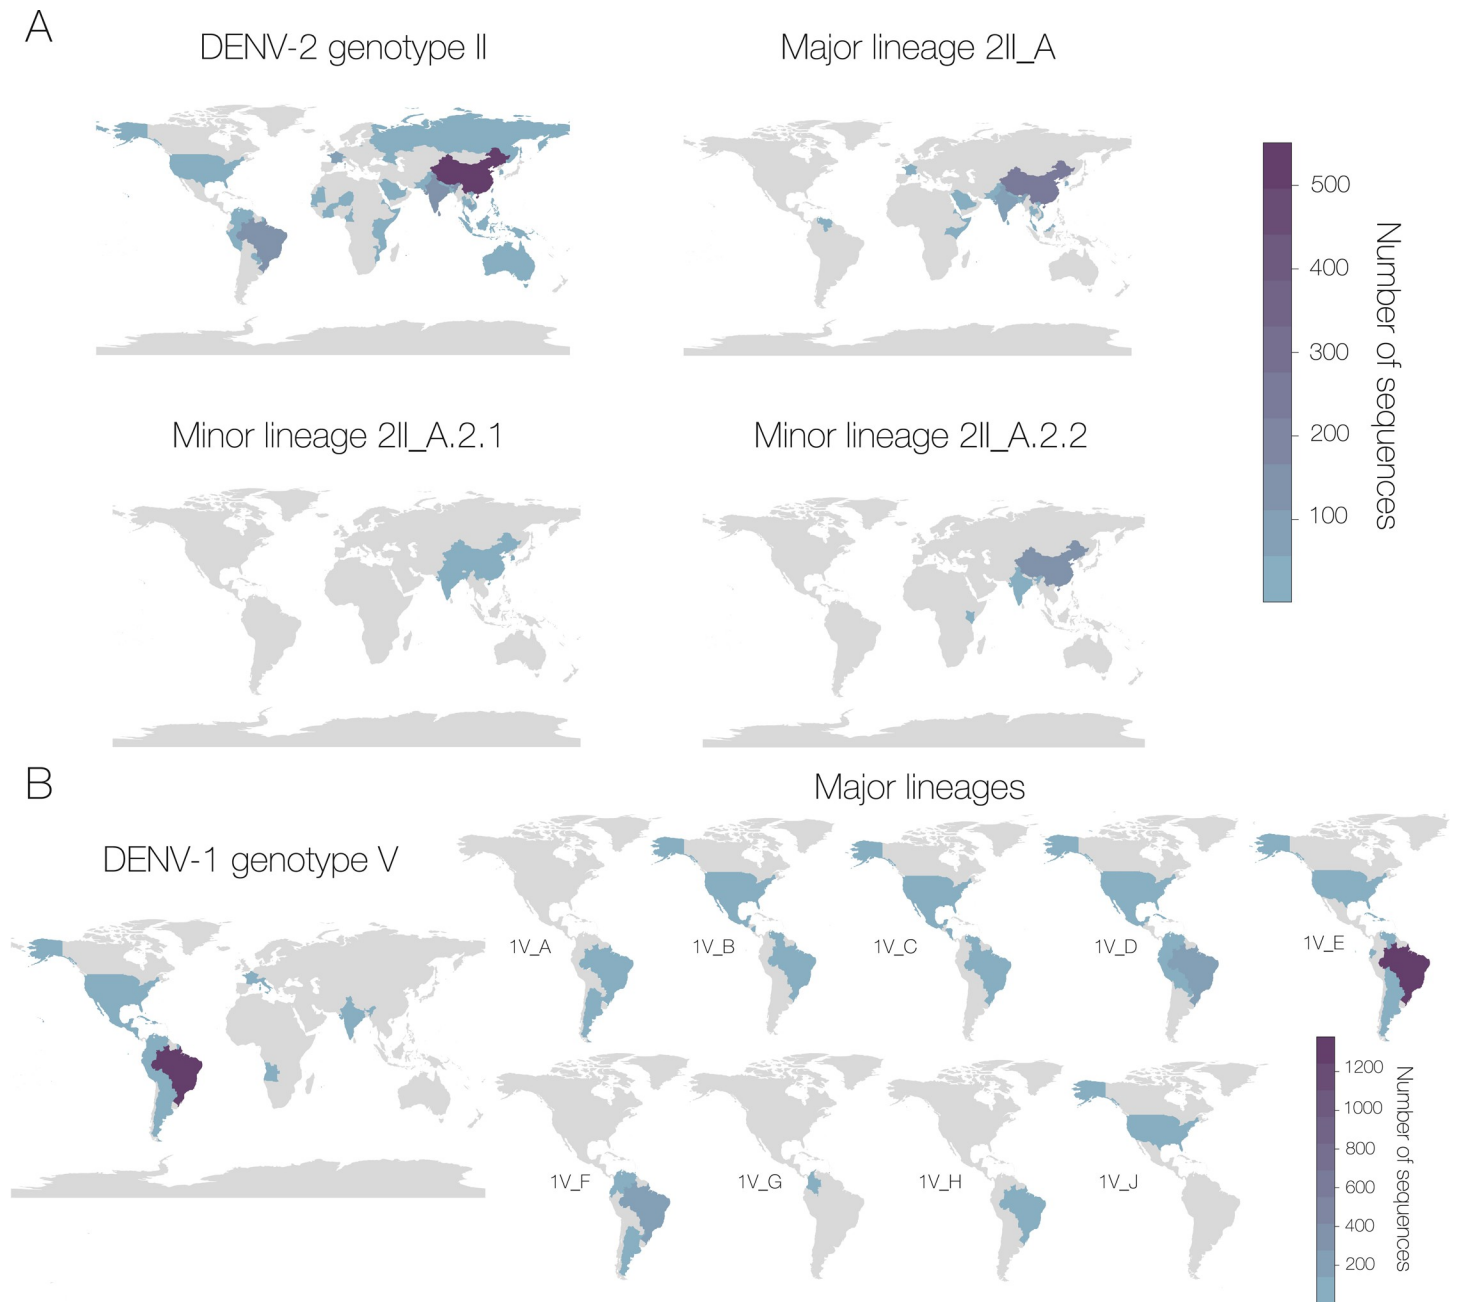 A
DENV-2 genotype II
Major lineage 2II_A
500
400
300
200
100
Number of sequences
Minor lineage 2II_A.2.1
Minor lineage 2II_A.2.2
B
Major lineages
DENV-1 genotype V
1V_A
1V_B
1V_C
1V_D
1V_E
1V_F
1V_G
1V_H
1V_J
1200
1000
800
600
400
200
Number of sequences